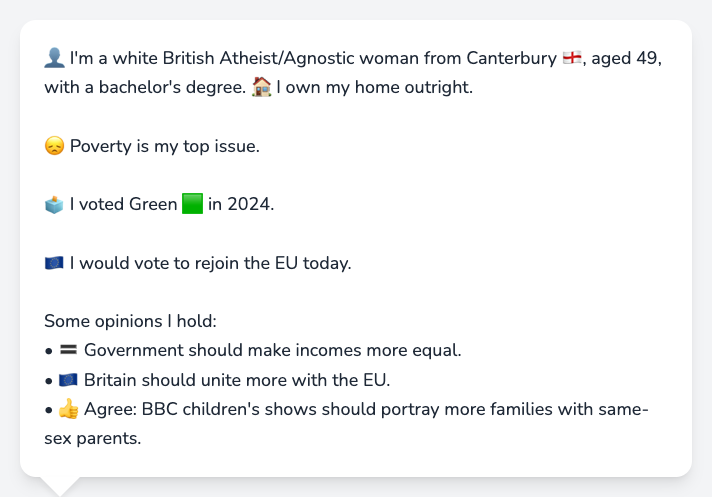 👤 I'm a white British Atheist/Agnostic woman from Canterbury 🏴󠁧󠁢󠁥󠁮󠁧󠁿, aged 49,
with a bachelor's degree. 🏠 I own my home outright.
😞 Poverty is my top issue.
🗳️ I voted Green 🟩 in 2024.
🇪🇺 I would vote to rejoin the EU today.
Some opinions I hold:
• 🟰 Government should make incomes more equal.
• 🇪🇺 Britain should unite more with the EU.
• 👍 Agree: BBC children's shows should portray more families with same-
sex parents.